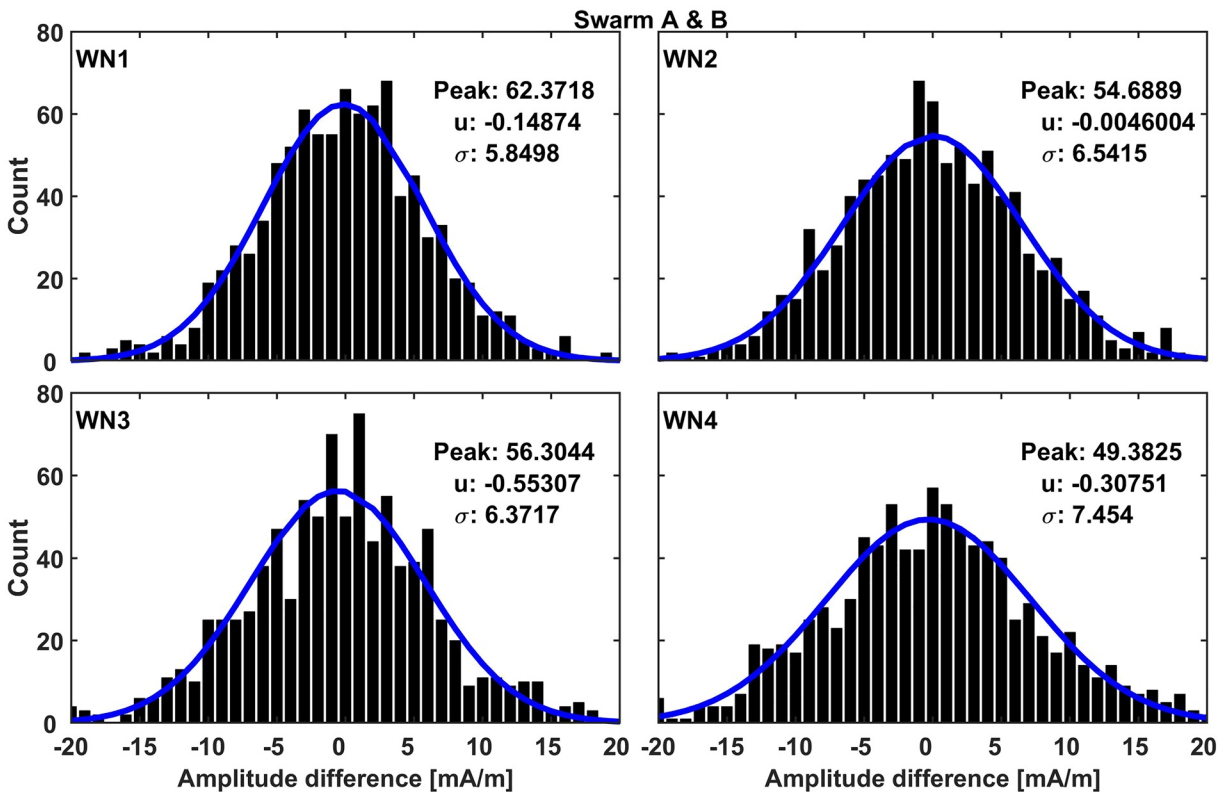 Swarm A & B
80
60
40
20
0
Count
WN1
Peak: 62.3718
u: -0.14874
σ: 5.8498
WN2
Peak: 54.6889
u: -0.0046004
σ: 6.5415
80
60
40
20
0
Count
WN3
Peak: 56.3044
u: -0.55307
σ: 6.3717
WN4
Peak: 49.3825
u: -0.30751
σ: 7.454
-20 -15 -10 -5 0 5 10 15 20
-20 -15 -10 -5 0 5 10 15 20
Amplitude difference [mA/m]
Amplitude difference [mA/m]